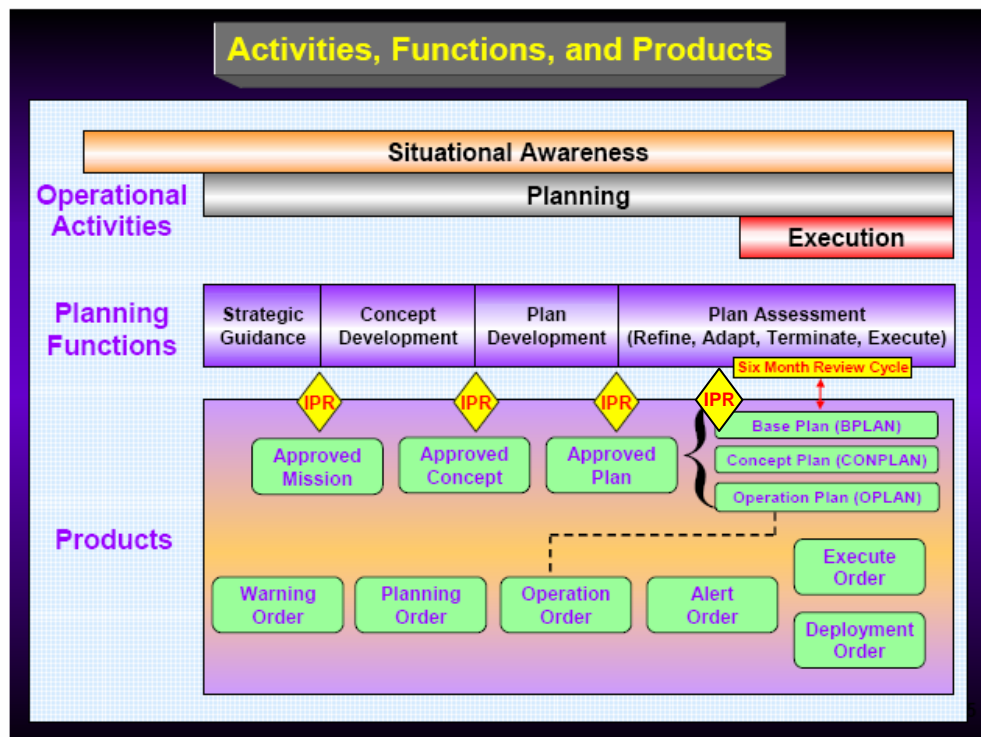 Activities, Functions, and Products
Situational Awareness
Operational
Activities
Planning
Execution
Planning
Functions
Strategic
Guidance
Concept
Development
Plan
Development
Plan Assessment
(Refine, Adapt, Terminate, Execute)
Six Month Review Cycle
IPR
IPR
IPR
IPR
Products
Approved
Mission
Approved
Concept
Approved
Plan
Base Plan (BPLAN)
Concept Plan (CONPLAN)
Operation Plan (OPLAN)
Warning
Order
Planning
Order
Operation
Order
Alert
Order
Execute
Order
Deployment
Order